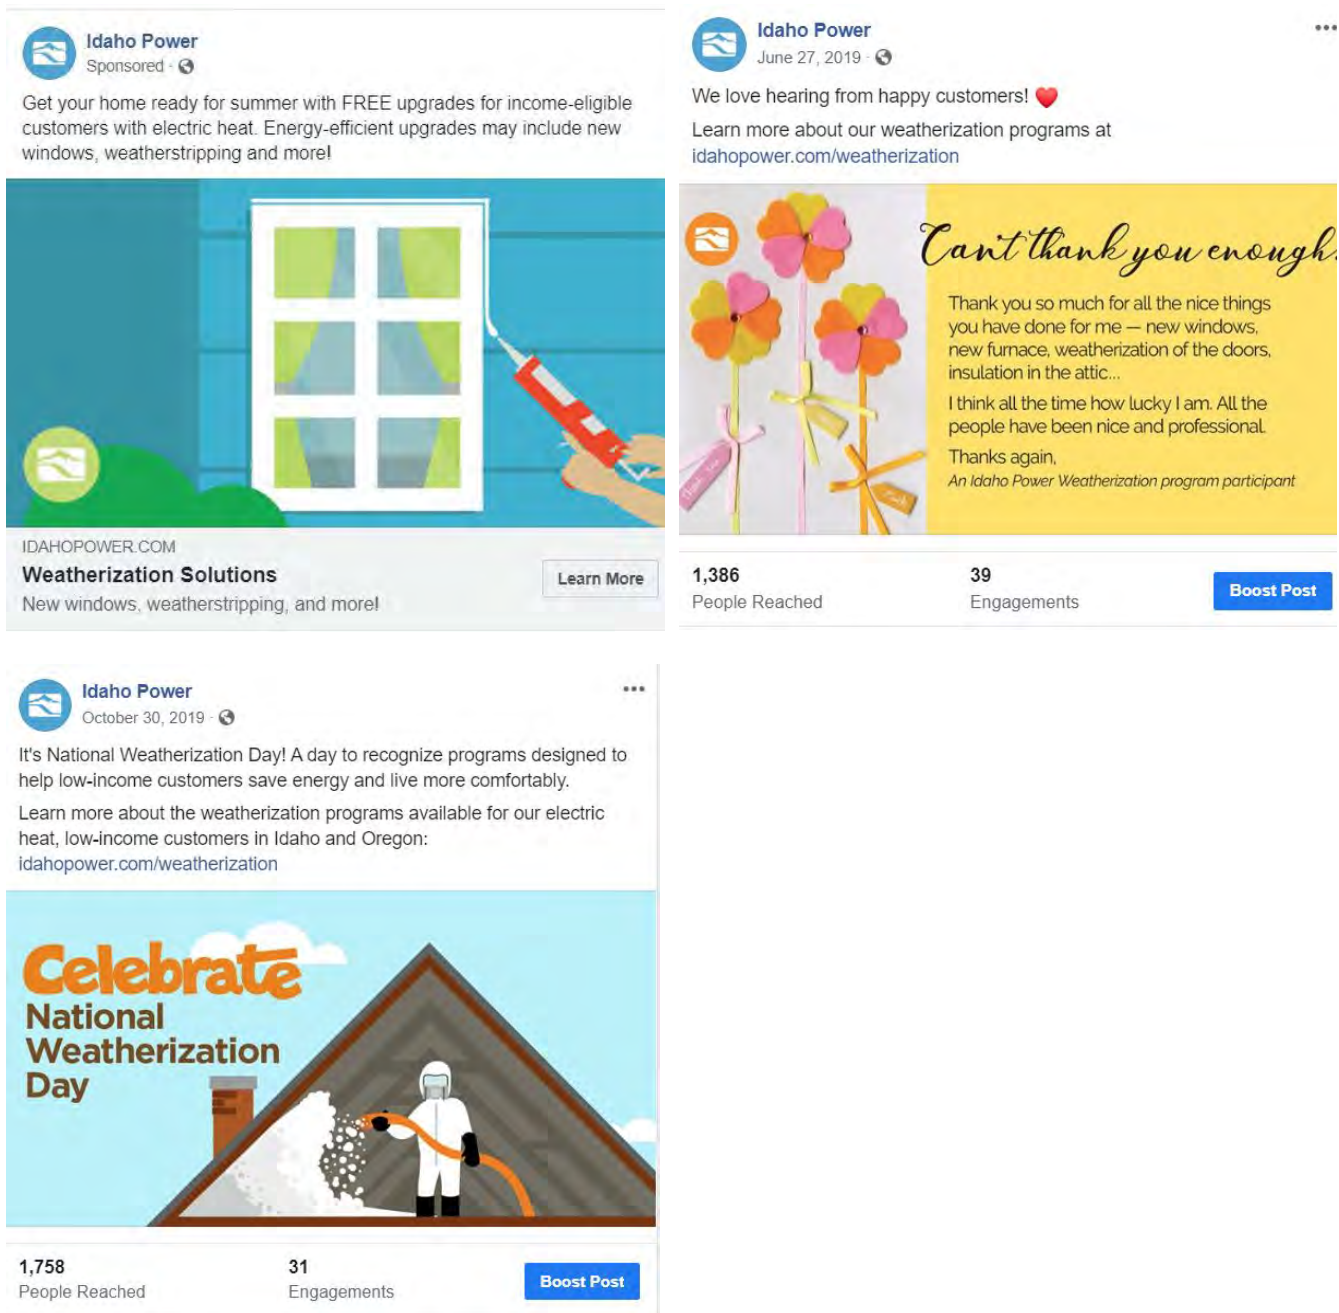 Idaho Power
Sponsored ·
Get your home ready for summer with FREE upgrades for income-eligible
customers with electric heat. Energy-efficient upgrades may include new
windows, weatherstripping and more!
IDAHOPOWER.COM
Weatherization Solutions
New windows, weatherstripping, and more!
Learn More
Idaho Power
June 27, 2019 ·
We love hearing from happy customers! ❤
Learn more about our weatherization programs at
idahopower.com/weatherization
Can't thank you enough.
Thank you so much for all the nice things
you have done for me — new windows,
new furnace, weatherization of the doors,
insulation in the attic...
I think all the time how lucky I am. All the
people have been nice and professional.
Thanks again,
An Idaho Power Weatherization program participant
1,386
People Reached
39
Engagements
Boost Post
Idaho Power
October 30, 2019 ·
It's National Weatherization Day! A day to recognize programs designed to
help low-income customers save energy and live more comfortably.
Learn more about the weatherization programs available for our electric
heat, low-income customers in Idaho and Oregon:
idahopower.com/weatherization
Celebrate
National
Weatherization
Day
1,758
People Reached
31
Engagements
Boost Post